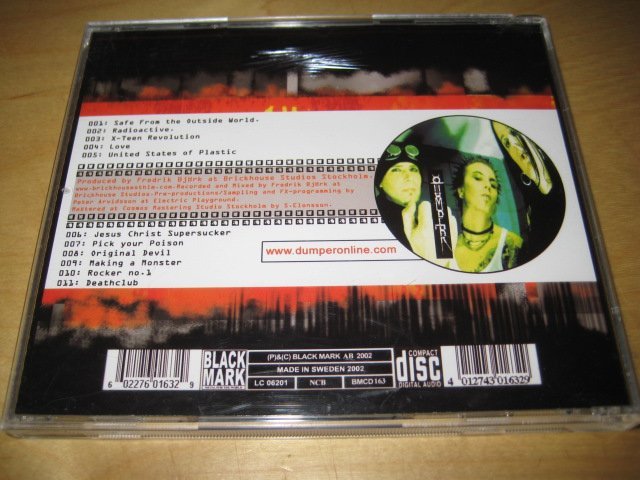 001: Safe From the Outside World.
002: Radioactive.
003: X-Teen Revolution
004: Love
005: United States of Plastic
Produced by Fredrik Björk at Brickhouse Studios Stockholm
www.brickhousesthlm.com-Recorded and Mixed by Fredrik Björk at
Brickhouse Studios-Pre-productions/Sampling and FX-programming by
Peter Arvidsson at Electric Playground.
Mastered at Cosmos Mastering Studio Stockholm by S.Elonsson.
006: Jesus Christ Supersucker
007: Pick your Poison
008: Original Devil
009: Making a Monster
010: Rocker no.1
011: Deathclub
www.dumperonline.com
DUMPER
6 02276 01632 9
BLACK
MARK
(P)&(C) BLACK MARK AB 2002
MADE IN SWEDEN 2002
LC 06201 NCB BMCD 163
COMPACT
disc
DIGITAL AUDIO
4 012743 016329